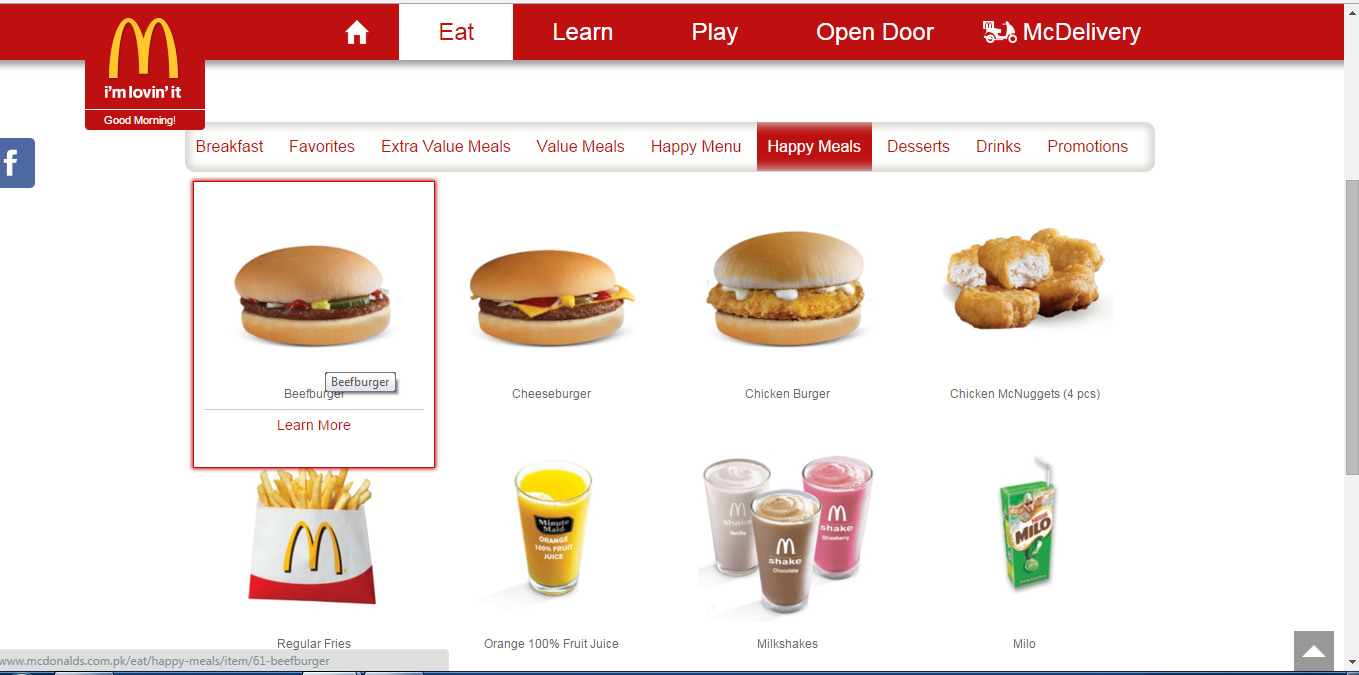 Eat
Learn
Play
Open Door
McDelivery
i'm lovin' it
Good Morning!
f
Breakfast
Favorites
Extra Value Meals
Value Meals
Happy Menu
Happy Meals
Desserts
Drinks
Promotions
Beefburger
Beefburger
Learn More
Cheeseburger
Chicken Burger
Chicken McNuggets (4 pcs)
Minute
Maid
ORANGE
100% FRUIT
JUICE
shake
Vanilla
shake
Chocolate
shake
Strawberry
MILO
Regular Fries
Orange 100% Fruit Juice
Milkshakes
Milo
www.mcdonalds.com.pk/eat/happy-meals/item/61-beefburger